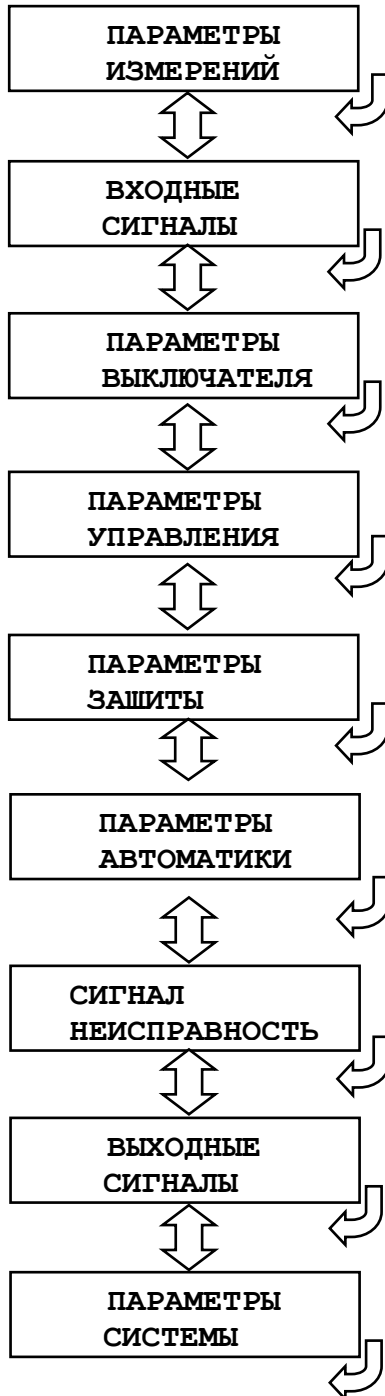 ПАРАМЕТРЫ
ИЗМЕРЕНИЙ
ВХОДНЫЕ
СИГНАЛЫ
ПАРАМЕТРЫ
ВЫКЛЮЧАТЕЛЯ
ПАРАМЕТРЫ
УПРАВЛЕНИЯ
ПАРАМЕТРЫ
ЗАШИТЫ
ПАРАМЕТРЫ
АВТОМАТИКИ
СИГНАЛ
НЕИСПРАВНОСТЬ
ВЫХОДНЫЕ
СИГНАЛЫ
ПАРАМЕТРЫ
СИСТЕМЫ